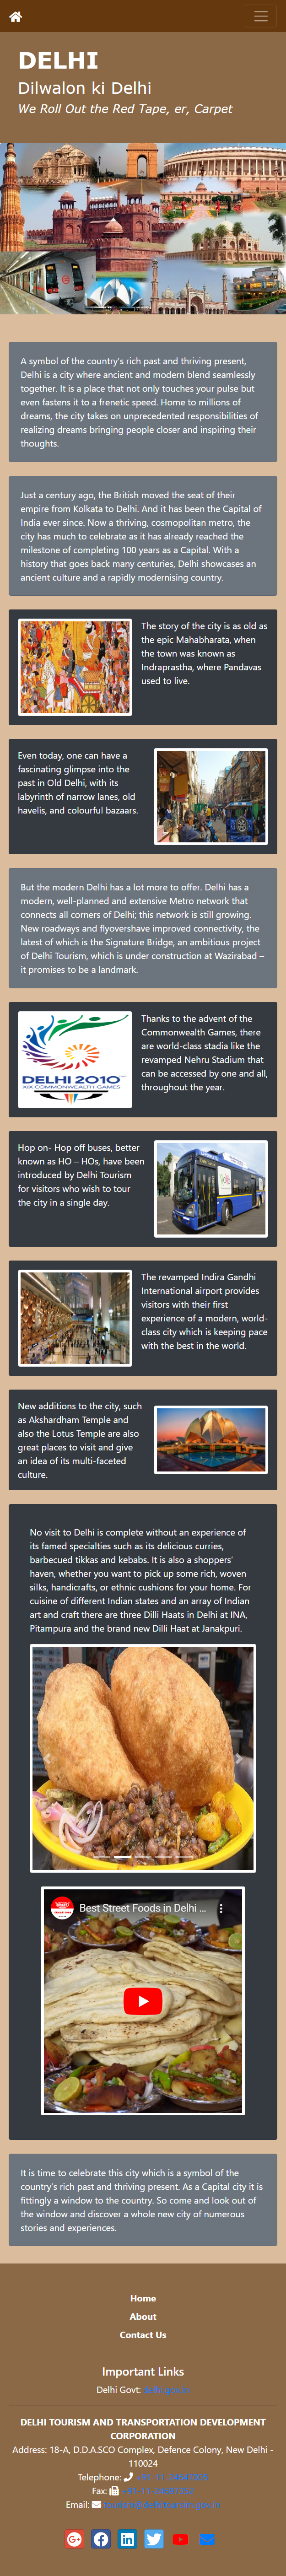 DELHI
Dilwalon ki Delhi
We Roll Out the Red Tape, er, Carpet
A symbol of the country's rich past and thriving present,
Delhi is a city where ancient and modern blend seamlessly
together. It is a place that not only touches your pulse but
even fastens it to a frenetic speed. Home to millions of
dreams, the city takes on unprecedented responsibilities of
realizing dreams bringing people closer and inspiring their
thoughts.
Just a century ago, the British moved the seat of their
empire from Kolkata to Delhi. And it has been the Capital of
India ever since. Now a thriving, cosmopolitan metro, the
city has much to celebrate as it has already reached the
milestone of completing 100 years as a Capital. With a
history that goes back many centuries, Delhi showcases an
ancient culture and a rapidly modernising country.
The story of the city is as old as
the epic Mahabharata, when
the town was known as
Indraprastha, where Pandavas
used to live.
Even today, one can have a
fascinating glimpse into the
past in Old Delhi, with its
labyrinth of narrow lanes, old
havelis, and colourful bazaars.
But the modern Delhi has a lot more to offer. Delhi has a
modern, well-planned and extensive Metro network that
connects all corners of Delhi; this network is still growing.
New roadways and flyovershave improved connectivity, the
latest of which is the Signature Bridge, an ambitious project
of Delhi Tourism, which is under construction at Wazirabad –
it promises to be a landmark.
DELHI 2010
XIX COMMONWEALTH GAMES
Thanks to the advent of the
Commonwealth Games, there
are world-class stadia like the
revamped Nehru Stadium that
can be accessed by one and all,
throughout the year.
Hop on- Hop off buses, better
known as HO – HOs, have been
introduced by Delhi Tourism
for visitors who wish to tour
the city in a single day.
The revamped Indira Gandhi
International airport provides
visitors with their first
experience of a modern, world-
class city which is keeping pace
with the best in the world.
New additions to the city, such
as Akshardham Temple and
also the Lotus Temple are also
great places to visit and give
an idea of its multi-faceted
culture.
No visit to Delhi is complete without an experience of
its famed specialties such as its delicious curries,
barbecued tikkas and kebabs. It is also a shoppers'
haven, whether you want to pick up some rich, woven
silks, handicrafts, or ethnic cushions for your home. For
cuisine of different Indian states and an array of Indian
art and craft there are three Dilli Haats in Delhi at INA,
Pitampura and the brand new Dilli Haat at Janakpuri.
Best Street Foods in Delhi ...
It is time to celebrate this city which is a symbol of the
country's rich past and thriving present. As a Capital city it is
fittingly a window to the country. So come and look out of
the window and discover a whole new city of numerous
stories and experiences.
Home
About
Contact Us
Important Links
Delhi Govt:
DELHI TOURISM AND TRANSPORTATION DEVELOPMENT
CORPORATION
Address: 18-A, D.D.A.SCO Complex, Defence Colony, New Delhi -
110024
Telephone:
Fax:
Email: